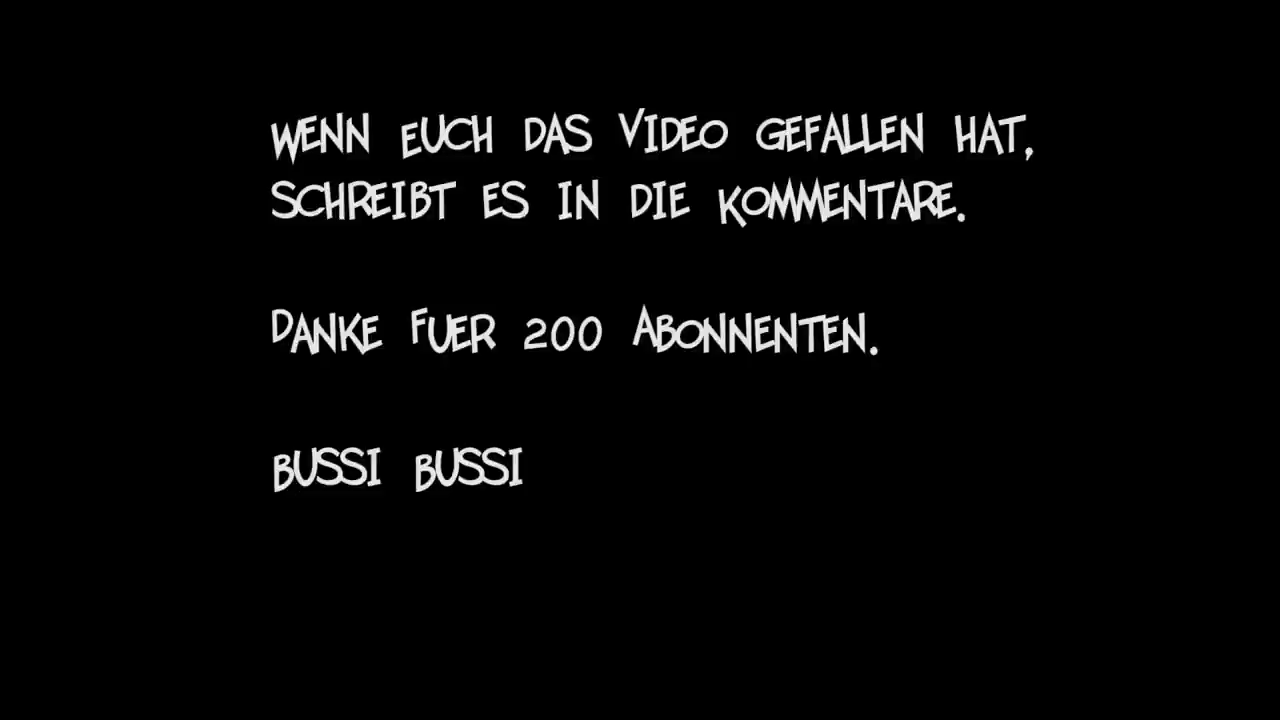 WENN EUCH DAS VIDEO GEFALLEN HAT,
SCHREIBT ES IN DIE KOMMENTARE.
DANKE FUER 200 ABONNENTEN.
BUSSI BUSSI